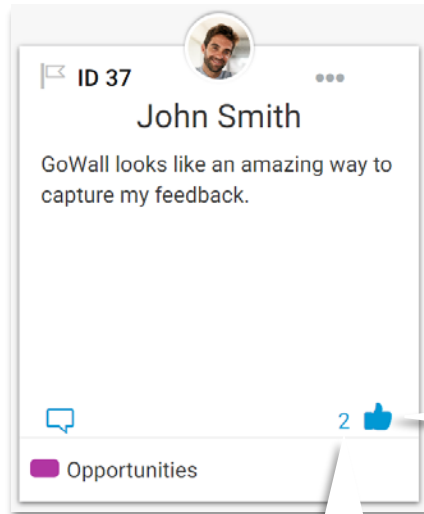 ID 37
John Smith
GoWall looks like an amazing way to
capture my feedback.
2
Opportunities